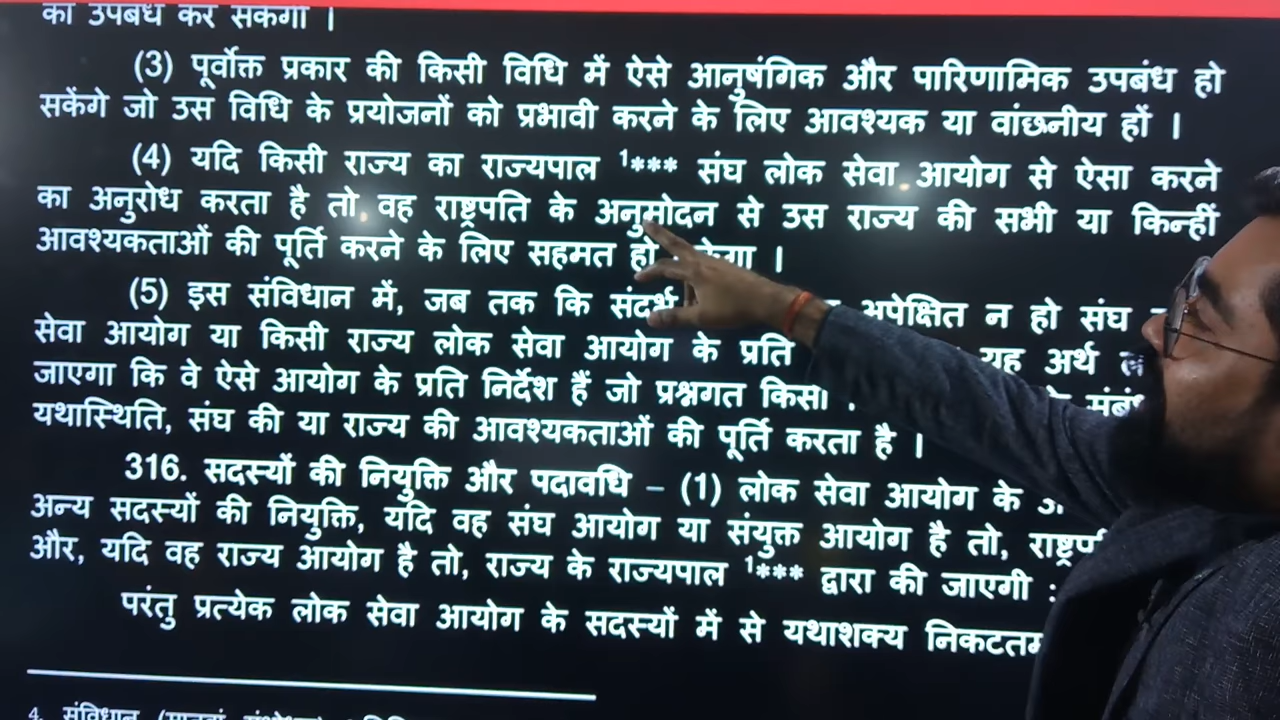 का उपबंध कर सकेगा ।
(3) पूर्वोक्त प्रकार की किसी विधि में ऐसे आनुषंगिक और पारिणामिक उपबंध हो
सकेंगे जो उस विधि के प्रयोजनों को प्रभावी करने के लिए आवश्यक या वांछनीय हों ।
(4) यदि किसी राज्य का राज्यपाल ¹*** संघ लोक सेवा आयोग से ऐसा करने
का अनुरोध करता है तो वह राष्ट्रपति के अनुमोदन से उस राज्य की सभी या किन्हीं
आवश्यकताओं की पूर्ति करने के लिए सहमत हो
(5) इस संविधान में, जब तक कि संदर्भ अपेक्षित न हो संघ
सेवा आयोग या किसी राज्य लोक सेवा आयोग के प्रति यह अर्थ
जाएगा कि वे ऐसे आयोग के प्रति निर्देश हैं जो प्रश्नगत किसी
यथास्थिति, संघ की या राज्य की आवश्यकताओं की पूर्ति करता है ।
316. सदस्यों की नियुक्ति और पदावधि – (1) लोक सेवा आयोग के
अन्य सदस्यों की नियुक्ति, यदि वह संघ आयोग या संयुक्त आयोग है तो,
और, यदि वह राज्य आयोग है तो, राज्य के राज्यपाल ¹*** द्वारा की जाएगी :
परंतु प्रत्येक लोक सेवा आयोग के सदस्यों में से यथाशक्य निकटतम
4. संविधान